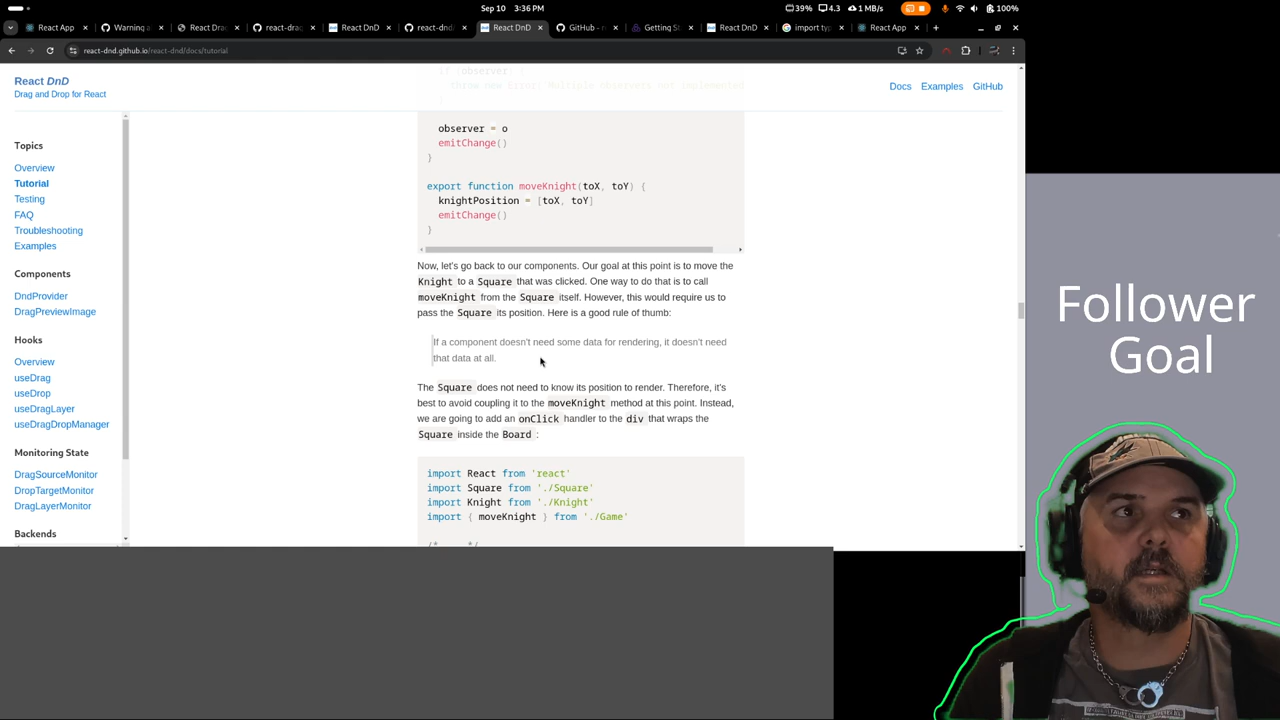 Sep 10 3:36 PM
39% 4.3 1 MB/s 100%
React App Warning React Drag react-drag React DnD react-dnd React DnD GitHub - r Getting S React DnD import typ React App
react-dnd.github.io/react-dnd/docs/tutorial
React DnD
Drag and Drop for React
Docs Examples GitHub
Topics
Overview
Tutorial
Testing
FAQ
Troubleshooting
Examples
Components
DndProvider
DragPreviewImage
Hooks
Overview
useDrag
useDrop
useDragLayer
useDragDropManager
Monitoring State
DragSourceMonitor
DropTargetMonitor
DragLayerMonitor
Backends
if (observer) {
throw new Error('Multiple observers not implemented
}
observer = o
emitChange()
}
export function moveKnight(toX, toY) {
knightPosition = [toX, toY]
emitChange()
}
Now, let's go back to our components. Our goal at this point is to move the
Knight to a Square that was clicked. One way to do that is to call
moveKnight from the Square itself. However, this would require us to
pass the Square its position. Here is a good rule of thumb:
If a component doesn't need some data for rendering, it doesn't need
that data at all.
The Square does not need to know its position to render. Therefore, it's
best to avoid coupling it to the moveKnight method at this point. Instead,
we are going to add an onClick handler to the div that wraps the
Square inside the Board :
import React from 'react'
import Square from './Square'
import Knight from './Knight'
import { moveKnight } from './Game'
Follower
Goal